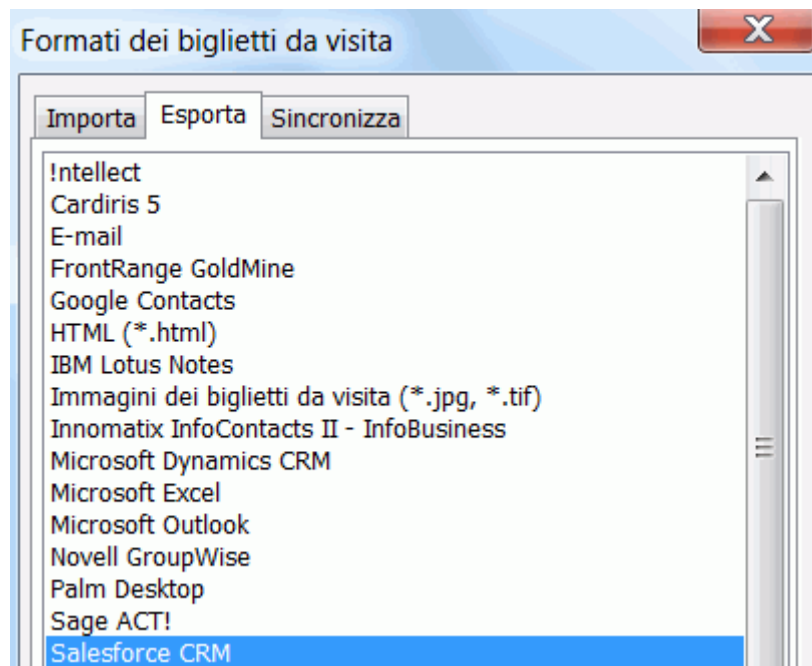 Formati dei biglietti da visita
Importa Esporta Sincronizza
!ntellect
Cardiris 5
E-mail
FrontRange GoldMine
Google Contacts
HTML (*.html)
IBM Lotus Notes
Immagini dei biglietti da visita (*.jpg, *.tif)
Innomatix InfoContacts II - InfoBusiness
Microsoft Dynamics CRM
Microsoft Excel
Microsoft Outlook
Novell GroupWise
Palm Desktop
Sage ACT!
Salesforce CRM